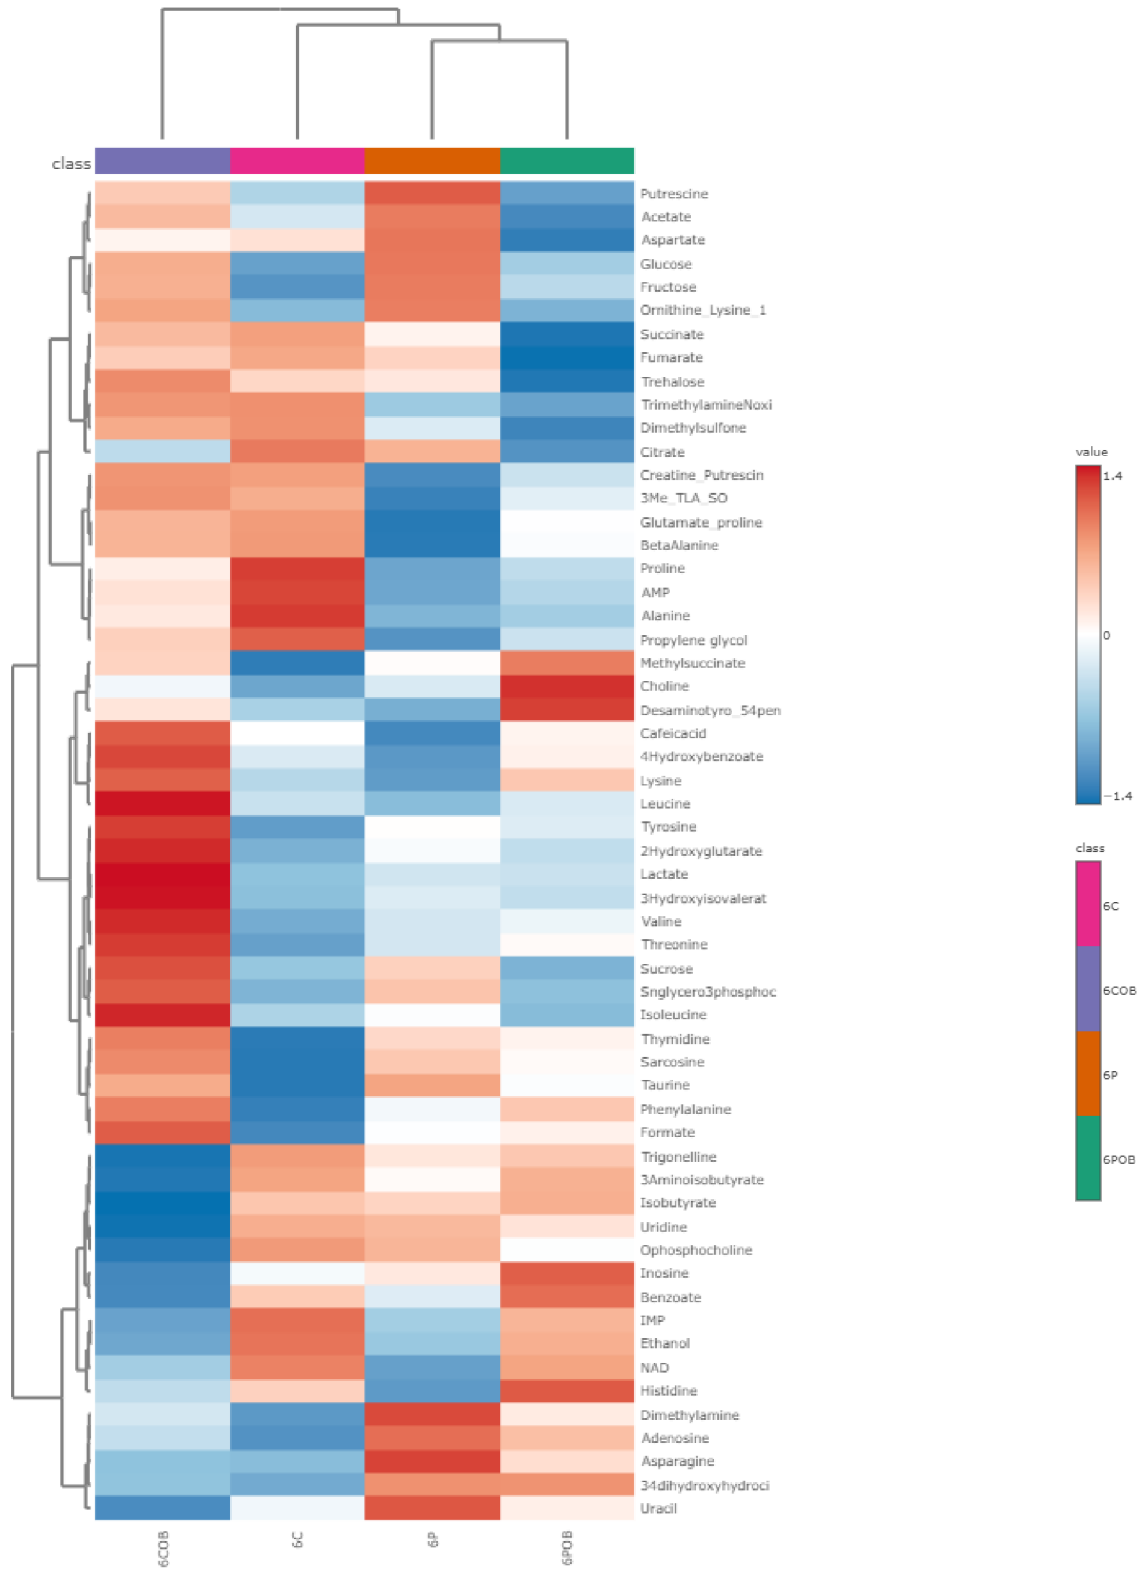 class
Putrescine
Acetate
Aspartate
Glucose
Fructose
Ornithine_Lysine_1
Succinate
Fumarate
Trehalose
TrimethylamineNoxi
Dimethylsulfone
Citrate
Creatine_Putrescin
3Me_TLA_SO
Glutamate_proline
BetaAlanine
Proline
AMP
Alanine
Propylene glycol
Methylsuccinate
Choline
Desaminotyro_54pen
Cafeicacid
4Hydroxybenzoate
Lysine
Leucine
Tyrosine
2Hydroxyglutarate
Lactate
3Hydroxyisovalerat
Valine
Threonine
Sucrose
Snglycero3phosphoc
Isoleucine
Thymidine
Sarcosine
Taurine
Phenylalanine
Formate
Trigonelline
3Aminoisobutyrate
Isobutyrate
Uridine
Ophosphocholine
Inosine
Benzoate
IMP
Ethanol
NAD
Histidine
Dimethylamine
Adenosine
Asparagine
34dihydroxyhydroci
Uracil
6COB
6C
6P
6POB
value
1.4
0
−1.4
class
6C
6COB
6P
6POB